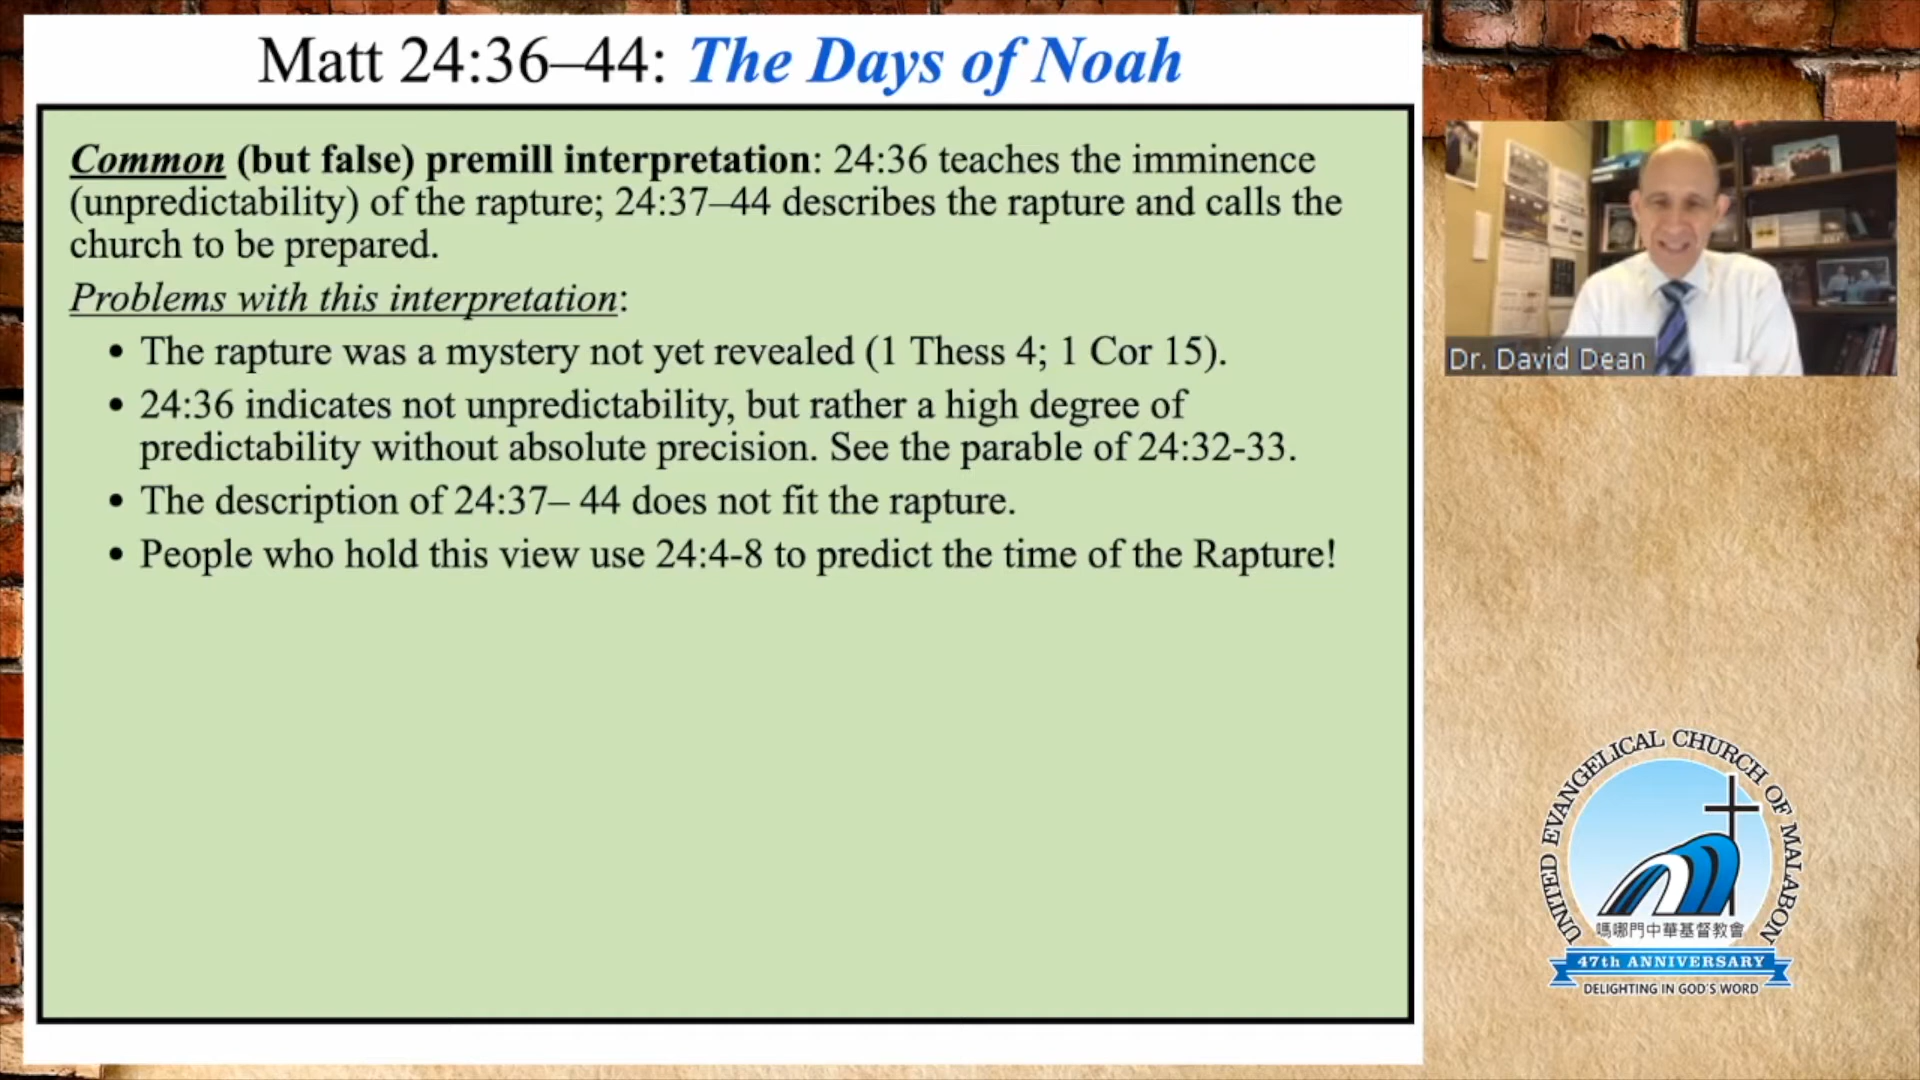 Matt 24:36–44: The Days of Noah
Common (but false) premill interpretation: 24:36 teaches the imminence
(unpredictability) of the rapture; 24:37–44 describes the rapture and calls the
church to be prepared.
Problems with this interpretation:
• The rapture was a mystery not yet revealed (1 Thess 4; 1 Cor 15).
• 24:36 indicates not unpredictability, but rather a high degree of
predictability without absolute precision. See the parable of 24:32-33.
• The description of 24:37– 44 does not fit the rapture.
• People who hold this view use 24:4-8 to predict the time of the Rapture!
Dr. David Dean
UNITED EVANGELICAL CHURCH OF MALABON
嗎哪門中華基督教會
47th ANNIVERSARY
DELIGHTING IN GOD'S WORD